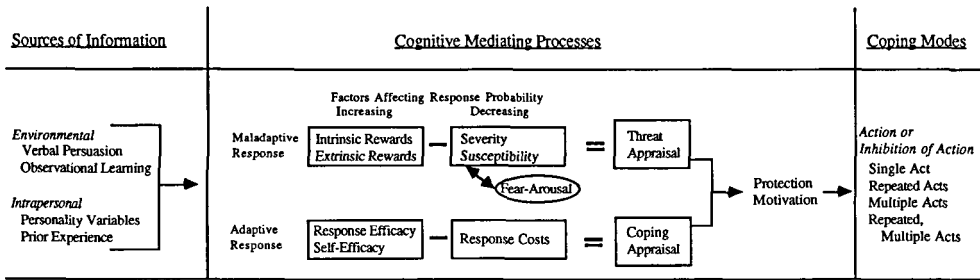 Sources of Information
Cognitive Mediating Processes
Coping Modes
Environmental
Verbal Persuasion
Observational Learning
Intrapersonal
Personality Variables
Prior Experience
Factors Affecting Response Probability
Increasing
Decreasing
Maladaptive
Response
Intrinsic Rewards
Extrinsic Rewards
—
Severity
Susceptibility
=
Threat
Appraisal
Fear-Arousal
Adaptive
Response
Response Efficacy
Self-Efficacy
—
Response Costs
=
Coping
Appraisal
Protection
Motivation
Action or
Inhibition of Action
Single Act
Repeated Acts
Multiple Acts
Repeated,
Multiple Acts